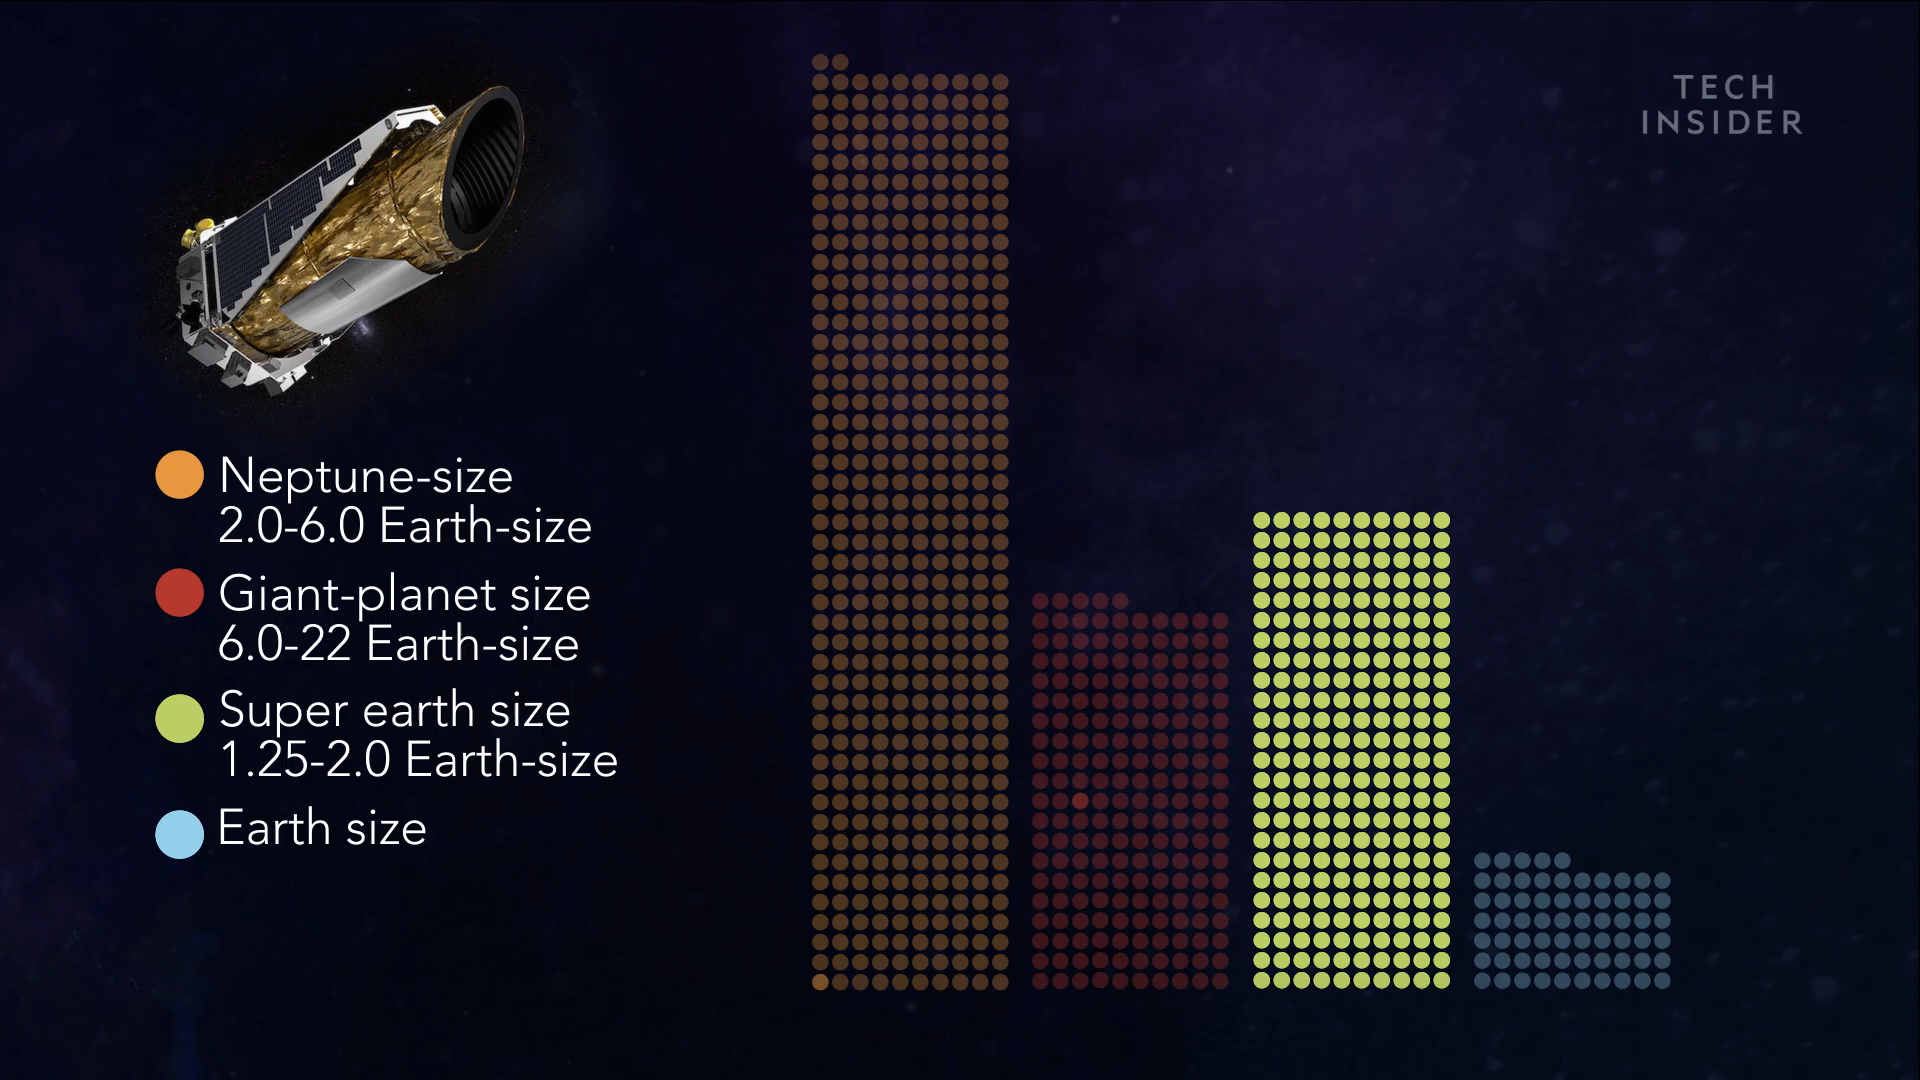 TECH
INSIDER
Neptune-size
2.0-6.0 Earth-size
Giant-planet size
6.0-22 Earth-size
Super earth size
1.25-2.0 Earth-size
Earth size